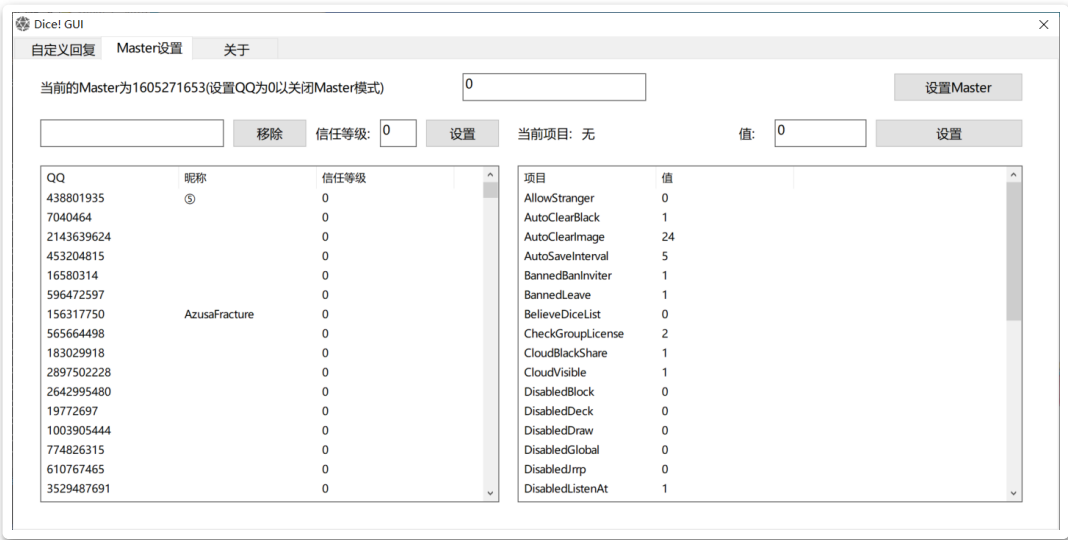 Dice! GUI
自定义回复 Master设置 关于
当前的Master为1605271653(设置QQ为0以关闭Master模式) 0 设置Master
移除 信任等级: 0 设置 当前项目: 无 值: 0 设置
QQ 昵称 信任等级
438801935 ⑤ 0
7040464 0
2143639624 0
453204815 0
16580314 0
596472597 0
156317750 AzusaFracture 0
565664498 0
183029918 0
2897502228 0
2642995480 0
19772697 0
1003905444 0
774826315 0
610767465 0
3529487691 0
项目 值
AllowStranger 0
AutoClearBlack 1
AutoClearImage 24
AutoSaveInterval 5
BannedBanInviter 1
BannedLeave 1
BelieveDiceList 0
CheckGroupLicense 2
CloudBlackShare 1
CloudVisible 1
DisabledBlock 0
DisabledDeck 0
DisabledDraw 0
DisabledGlobal 0
DisabledJrrp 0
DisabledListenAt 1